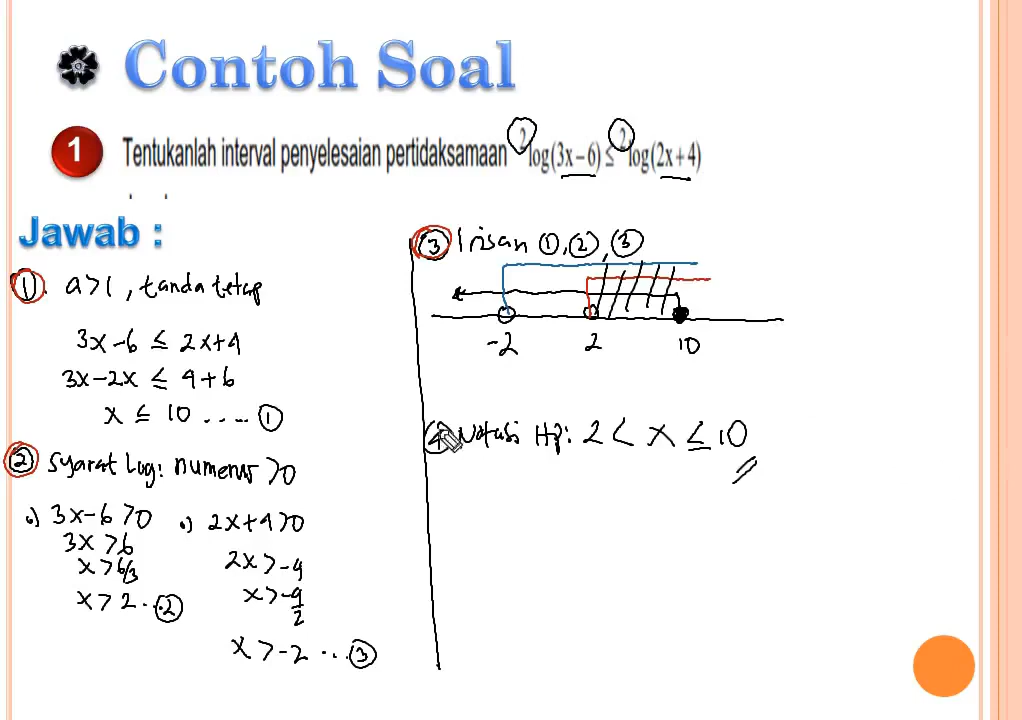 Contoh Soal
1 Tentukanlah interval penyelesaian pertidaksamaan ²log(3x−6) ≤ ²log(2x+4)
Jawab :
①. a>1, tanda tetap
3x−6 ≤ 2x+4
3x−2x ≤ 4+6
x ≤ 10 .... ①
② Syarat Log: numerus >0
•) 3x−6 >0
3x >6
x >6/3
x > 2 ... ②
•) 2x+4 >0
2x > -4
x > -4/2
x > -2 ... ③
③ Irisan ①, ②, ③
-2 2 10
④ Notasi Hp: 2 < x ≤ 10